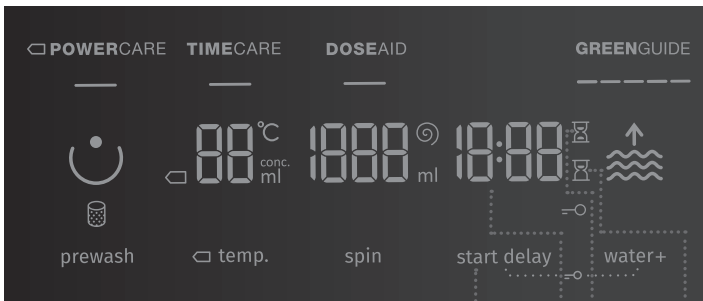 POWERCARE TIMECARE DOSEAID GREENGUIDE
88 °C 1888 18:88
conc.
ml ml
prewash temp. spin start delay water+